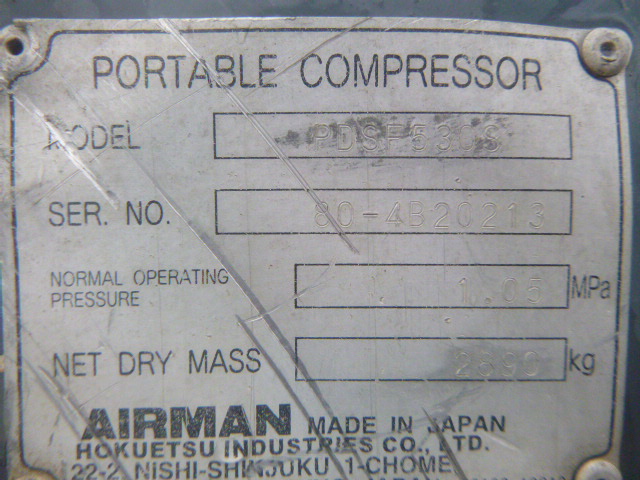 PORTABLE COMPRESSOR
MODEL PDSF530S
SER. NO. 80-4B20213
NORMAL OPERATING PRESSURE 1.05 MPa
NET DRY MASS 2890 kg
AIRMAN MADE IN JAPAN
HOKUETSU INDUSTRIES CO., LTD.
22-2 NISHI-SHINJUKU 1-CHOME